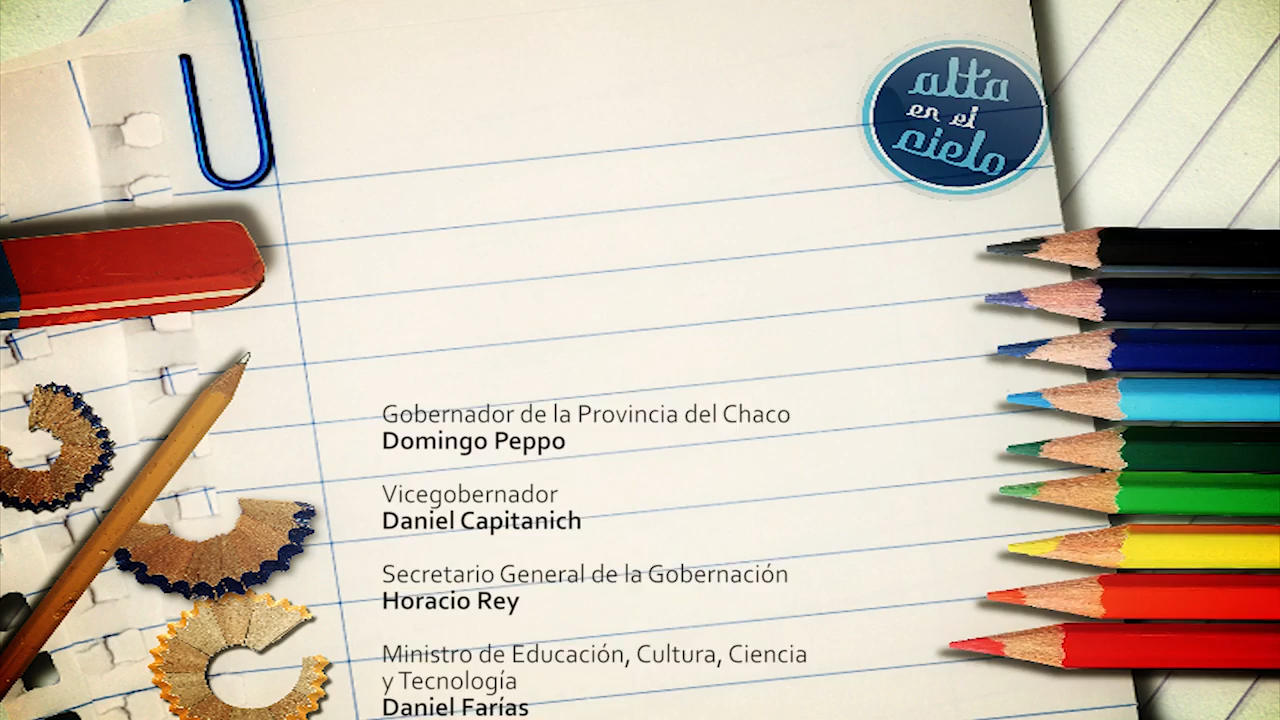 alta
en el
cielo
Gobernador de la Provincia del Chaco
Domingo Peppo
Vicegobernador
Daniel Capitanich
Secretario General de la Gobernación
Horacio Rey
Ministro de Educación, Cultura, Ciencia
y Tecnología
Daniel Farías